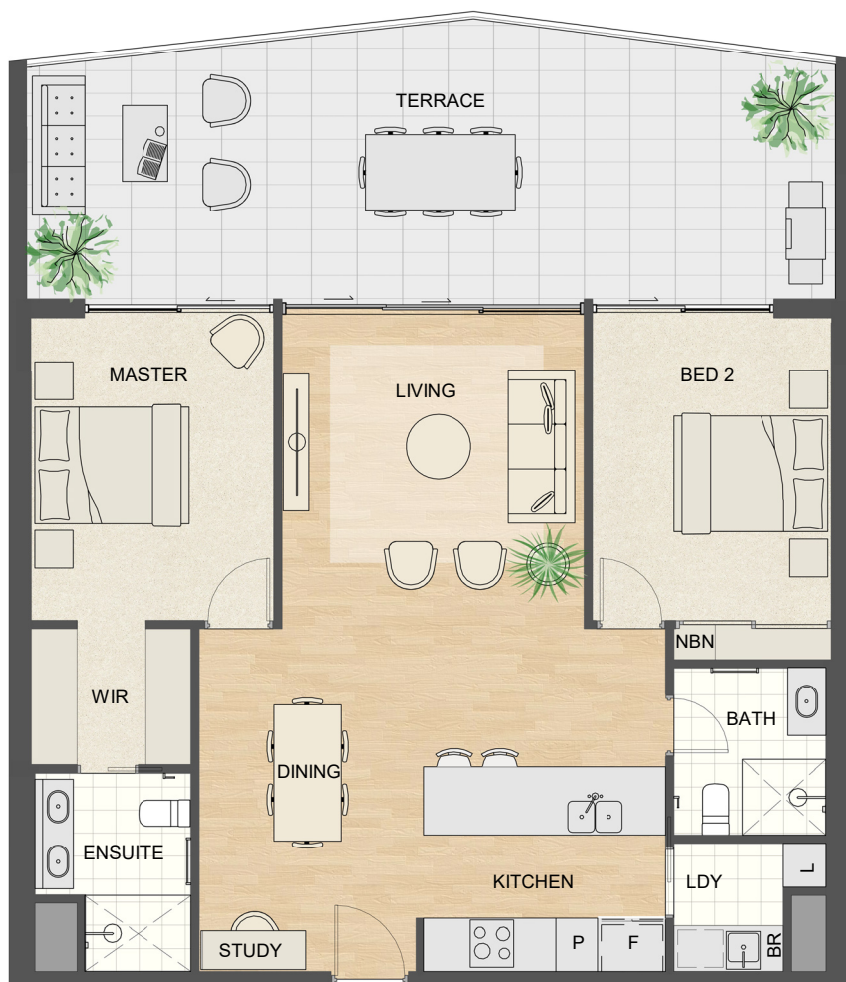 TERRACE
MASTER
LIVING
BED 2
NBN
WIR
BATH
DINING
ENSUITE
KITCHEN
LDY
L
STUDY
P
F
BR